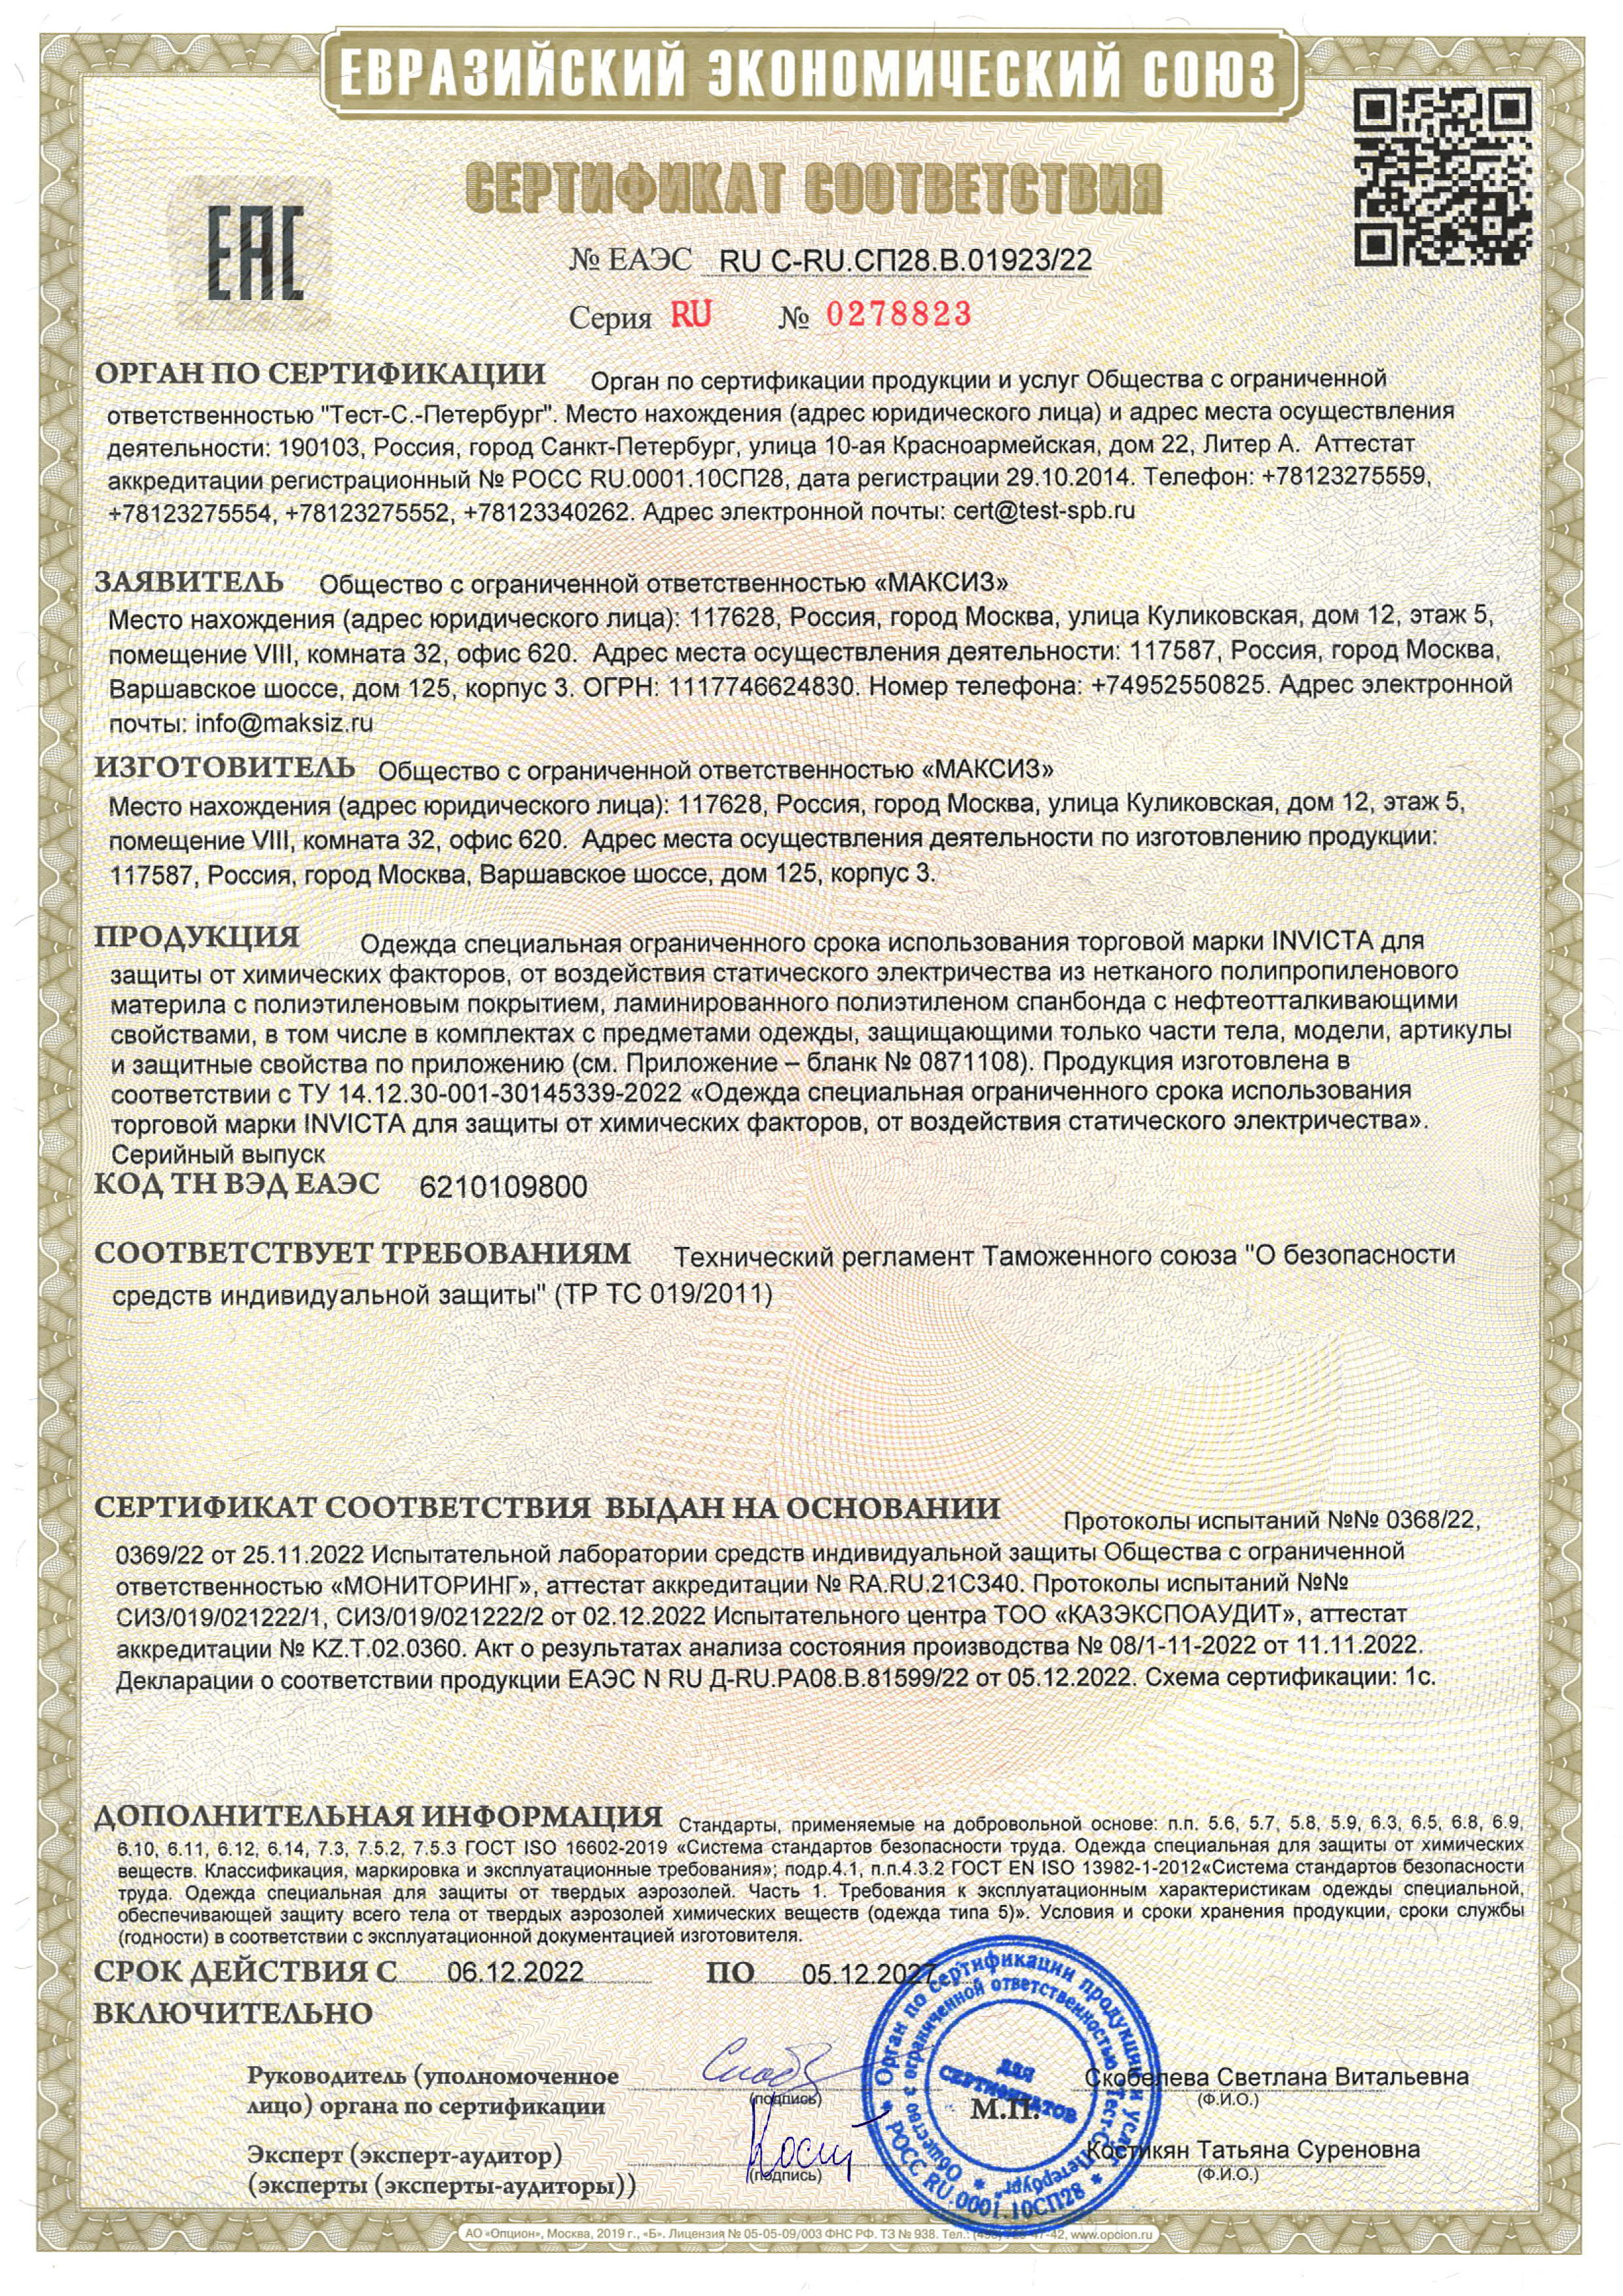 ЕВРАЗИЙСКИЙ ЭКОНОМИЧЕСКИЙ СОЮЗ
СЕРТИФИКАТ СООТВЕТСТВИЯ
ЕАС
№ ЕАЭС RU С-RU.СП28.В.01923/22
Серия RU № 0278823
ОРГАН ПО СЕРТИФИКАЦИИ Орган по сертификации продукции и услуг Общества с ограниченной
ответственностью "Тест-С.-Петербург". Место нахождения (адрес юридического лица) и адрес места осуществления
деятельности: 190103, Россия, город Санкт-Петербург, улица 10-ая Красноармейская, дом 22, Литер А. Аттестат
аккредитации регистрационный № РОСС RU.0001.10СП28, дата регистрации 29.10.2014. Телефон: +78123275559,
+78123275554, +78123275552, +78123340262. Адрес электронной почты: cert@test-spb.ru
ЗАЯВИТЕЛЬ Общество с ограниченной ответственностью «МАКСИЗ»
Место нахождения (адрес юридического лица): 117628, Россия, город Москва, улица Куликовская, дом 12, этаж 5,
помещение VIII, комната 32, офис 620. Адрес места осуществления деятельности: 117587, Россия, город Москва,
Варшавское шоссе, дом 125, корпус 3. ОГРН: 1117746624830. Номер телефона: +74952550825. Адрес электронной
почты: info@maksiz.ru
ИЗГОТОВИТЕЛЬ Общество с ограниченной ответственностью «МАКСИЗ»
Место нахождения (адрес юридического лица): 117628, Россия, город Москва, улица Куликовская, дом 12, этаж 5,
помещение VIII, комната 32, офис 620. Адрес места осуществления деятельности по изготовлению продукции:
117587, Россия, город Москва, Варшавское шоссе, дом 125, корпус 3.
ПРОДУКЦИЯ Одежда специальная ограниченного срока использования торговой марки INVICTA для
защиты от химических факторов, от воздействия статического электричества из нетканого полипропиленового
материла с полиэтиленовым покрытием, ламинированного полиэтиленом спанбонда с нефтеотталкивающими
свойствами, в том числе в комплектах с предметами одежды, защищающими только части тела, модели, артикулы
и защитные свойства по приложению (см. Приложение – бланк № 0871108). Продукция изготовлена в
соответствии с ТУ 14.12.30-001-30145339-2022 «Одежда специальная ограниченного срока использования
торговой марки INVICTA для защиты от химических факторов, от воздействия статического электричества».
Серийный выпуск
КОД ТН ВЭД ЕАЭС 6210109800
СООТВЕТСТВУЕТ ТРЕБОВАНИЯМ Технический регламент Таможенного союза "О безопасности
средств индивидуальной защиты" (ТР ТС 019/2011)
СЕРТИФИКАТ СООТВЕТСТВИЯ ВЫДАН НА ОСНОВАНИИ Протоколы испытаний №№ 0368/22,
0369/22 от 25.11.2022 Испытательной лаборатории средств индивидуальной защиты Общества с ограниченной
ответственностью «МОНИТОРИНГ», аттестат аккредитации № RA.RU.21С340. Протоколы испытаний №№
СИЗ/019/021222/1, СИЗ/019/021222/2 от 02.12.2022 Испытательного центра ТОО «КАЗЭКСПОАУДИТ», аттестат
аккредитации № KZ.T.02.0360. Акт о результатах анализа состояния производства № 08/1-11-2022 от 11.11.2022.
Декларации о соответствии продукции ЕАЭС N RU Д-RU.РА08.В.81599/22 от 05.12.2022. Схема сертификации: 1с.
ДОПОЛНИТЕЛЬНАЯ ИНФОРМАЦИЯ Стандарты, применяемые на добровольной основе: п.п. 5.6, 5.7, 5.8, 5.9, 6.3, 6.5, 6.8, 6.9,
6.10, 6.11, 6.12, 6.14, 7.3, 7.5.2, 7.5.3 ГОСТ ISO 16602-2019 «Система стандартов безопасности труда. Одежда специальная для защиты от химических
веществ. Классификация, маркировка и эксплуатационные требования»; подр.4.1, п.п.4.3.2 ГОСТ EN ISO 13982-1-2012«Система стандартов безопасности
труда. Одежда специальная для защиты от твердых аэрозолей. Часть 1. Требования к эксплуатационным характеристикам одежды специальной,
обеспечивающей защиту всего тела от твердых аэрозолей химических веществ (одежда типа 5)». Условия и сроки хранения продукции, сроки службы
(годности) в соответствии с эксплуатационной документацией изготовителя.
СРОК ДЕЙСТВИЯ С 06.12.2022 ПО 05.12.2027
ВКЛЮЧИТЕЛЬНО
Руководитель (уполномоченное
лицо) органа по сертификации
(подпись)
Скобелева Светлана Витальевна
(Ф.И.О.)
М.П.
Эксперт (эксперт-аудитор)
(эксперты (эксперты-аудиторы))
(подпись)
Костикян Татьяна Суреновна
(Ф.И.О.)
Орган по сертификации продукции и услуг
* РОСС RU.0001.10СП28 *
Общество с ограниченной ответственностью "Тест-С.-Петербург" *
ДЛЯ
СЕРТИФИКАТОВ
АО «Опцион», Москва, 2019 г., «Б». Лицензия № 05-05-09/003 ФНС РФ. ТЗ № 938. Тел.: 47-42, www.opcion.ru